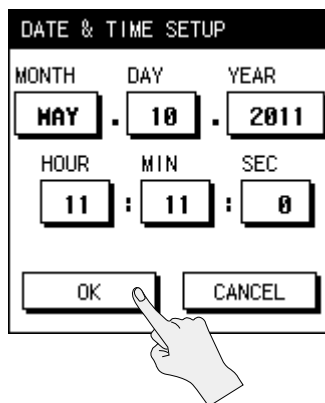 DATE & TIME SETUP
MONTH DAY YEAR
MAY . 10 . 2011
HOUR MIN SEC
11 : 11 : 0
OK CANCEL